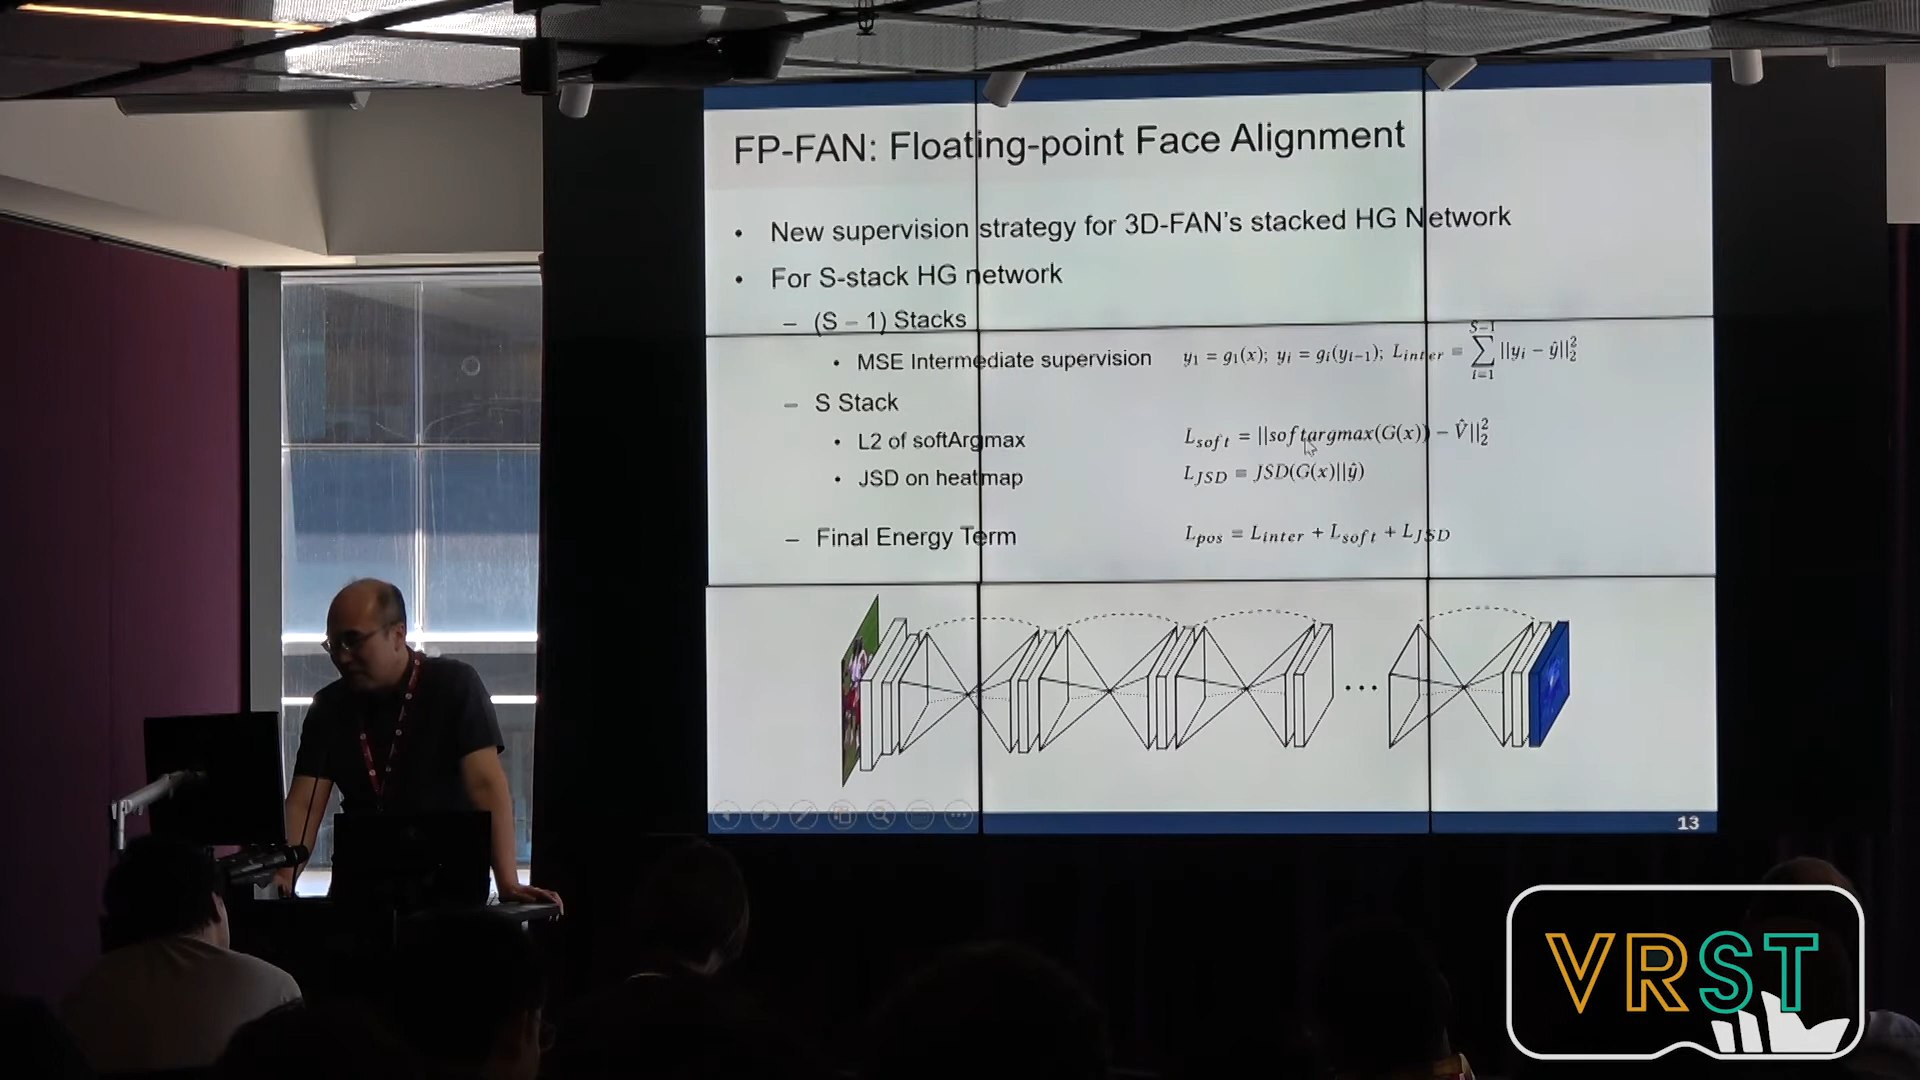 FP-FAN: Floating-point Face Alignment
• New supervision strategy for 3D-FAN's stacked HG Network
• For S-stack HG network
– (S – 1) Stacks
• MSE Intermediate supervision y₁ = g₁(x); yᵢ = gᵢ(yᵢ₋₁); L_inter = ∑_{i=1}^{S-1} ||yᵢ − ŷ||₂²
– S Stack
• L2 of softArgmax L_soft = ||softargmax(G(x)) − V̂||₂²
• JSD on heatmap L_JSD = JSD(G(x)||ŷ)
– Final Energy Term L_pos = L_inter + L_soft + L_JSD
...
13
VRST